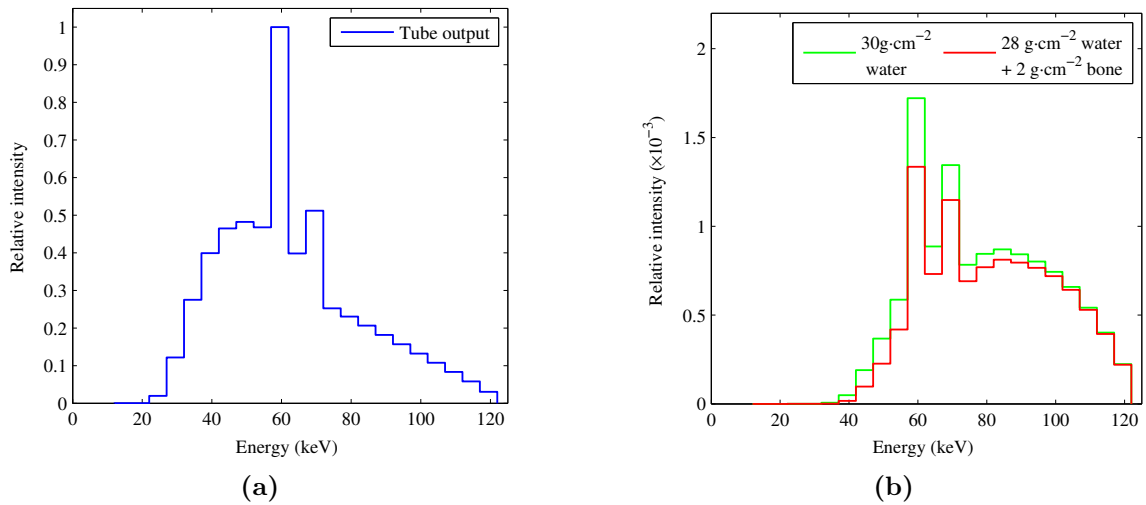 1
0.9
0.8
0.7
0.6
0.5
0.4
0.3
0.2
0.1
0
Relative intensity
Tube output
0 20 40 60 80 100 120
Energy (keV)
(a)
2
1.5
1
0.5
0
Relative intensity (×10⁻³)
30g·cm⁻² water
28 g·cm⁻² water
+ 2 g·cm⁻² bone
0 20 40 60 80 100 120
Energy (keV)
(b)